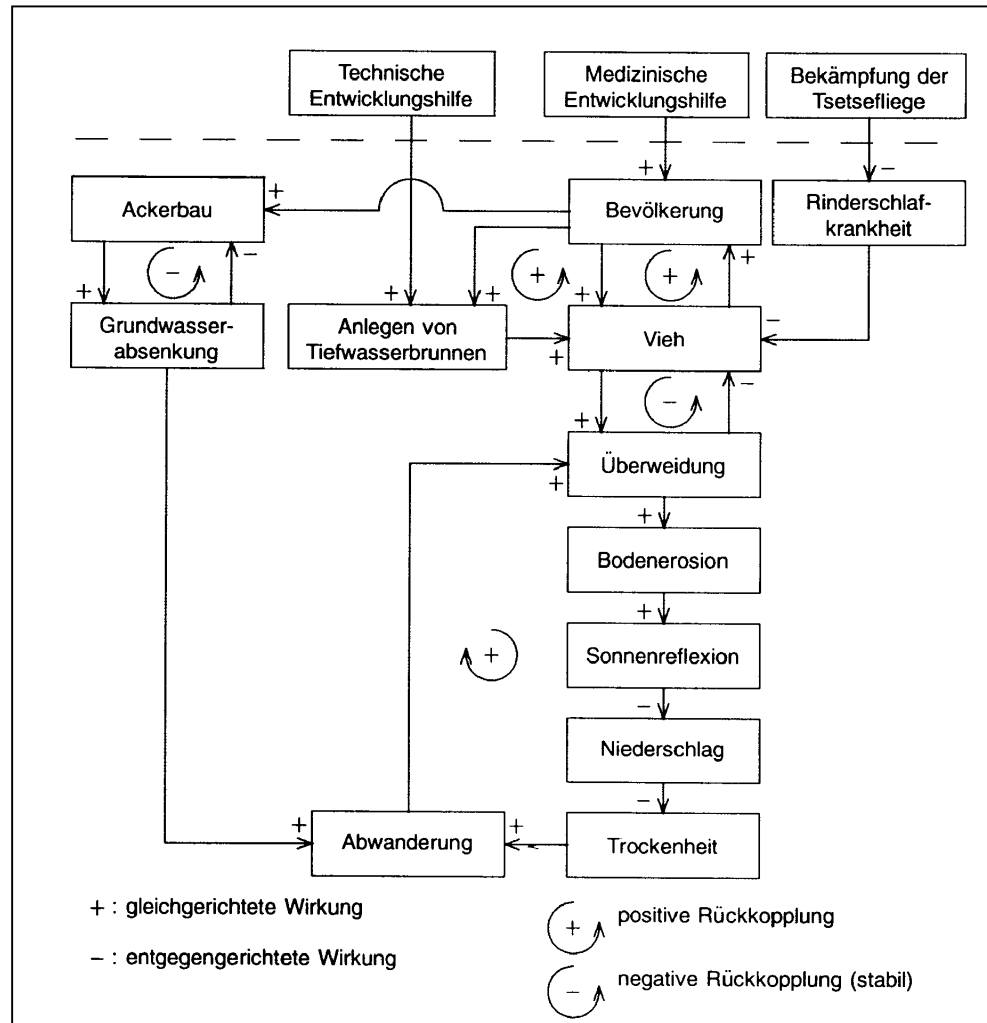 Technische
Entwicklungshilfe
Medizinische
Entwicklungshilfe
Bekämpfung der
Tsetsefliege
+
–
+
Ackerbau
Bevölkerung
Rinderschlaf-
krankheit
–
–
+
+
+
+
+
+
+
–
Grundwasser-
absenkung
Anlegen von
Tiefwasserbrunnen
Vieh
+
–
–
+
Überweidung
+
+
Bodenerosion
+
Sonnenreflexion
+
–
Niederschlag
–
+
+
Abwanderung
Trockenheit
+ : gleichgerichtete Wirkung
+ positive Rückkopplung
– : entgegengerichtete Wirkung
– negative Rückkopplung (stabil)